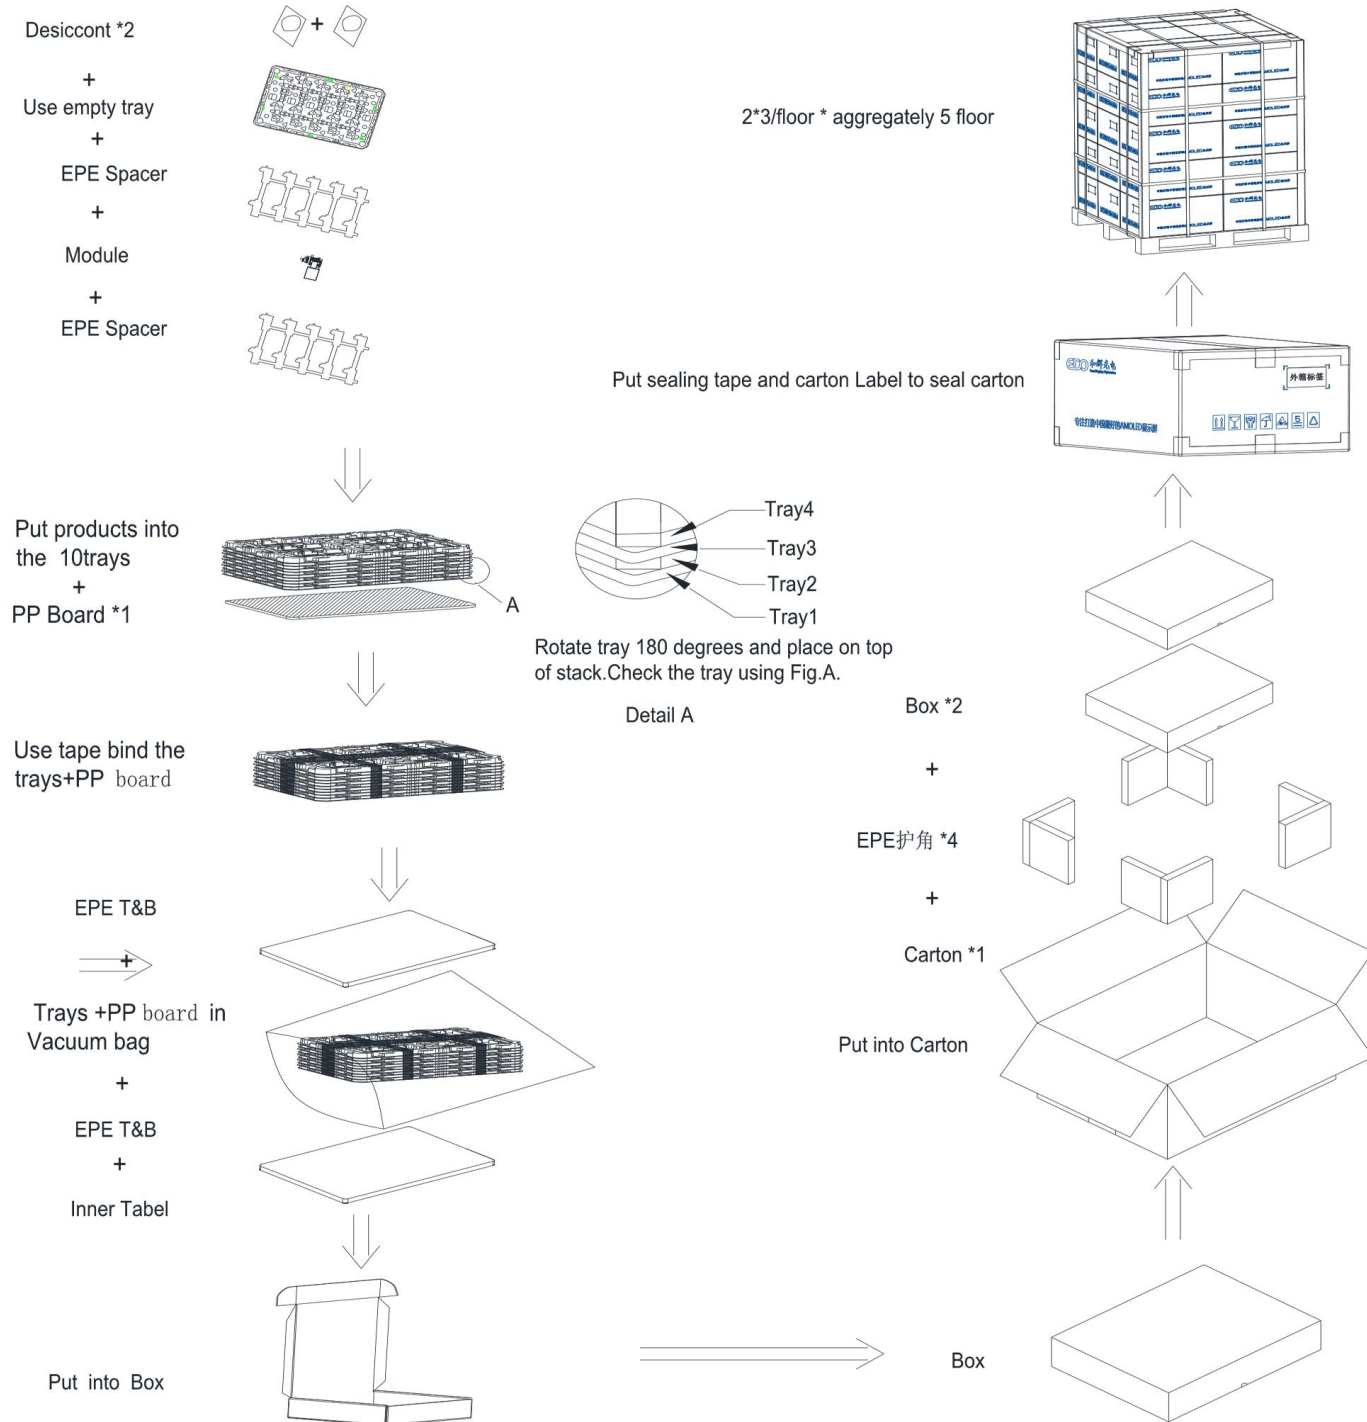 Desiccont *2
+
+
Use empty tray
+
EPE Spacer
+
Module
+
EPE Spacer
Put products into
the 10trays
+
PP Board *1
A
Tray4
Tray3
Tray2
Tray1
Rotate tray 180 degrees and place on top
of stack.Check the tray using Fig.A.
Detail A
Use tape bind the
trays+PP board
EPE T&B
+
Trays +PP board in
Vacuum bag
+
EPE T&B
+
Inner Tabel
Put into Box
Box
Put into Carton
Carton *1
+
EPE护角 *4
+
Box *2
Put sealing tape and carton Label to seal carton
和辉光电
外箱标签
2*3/floor * aggregately 5 floor